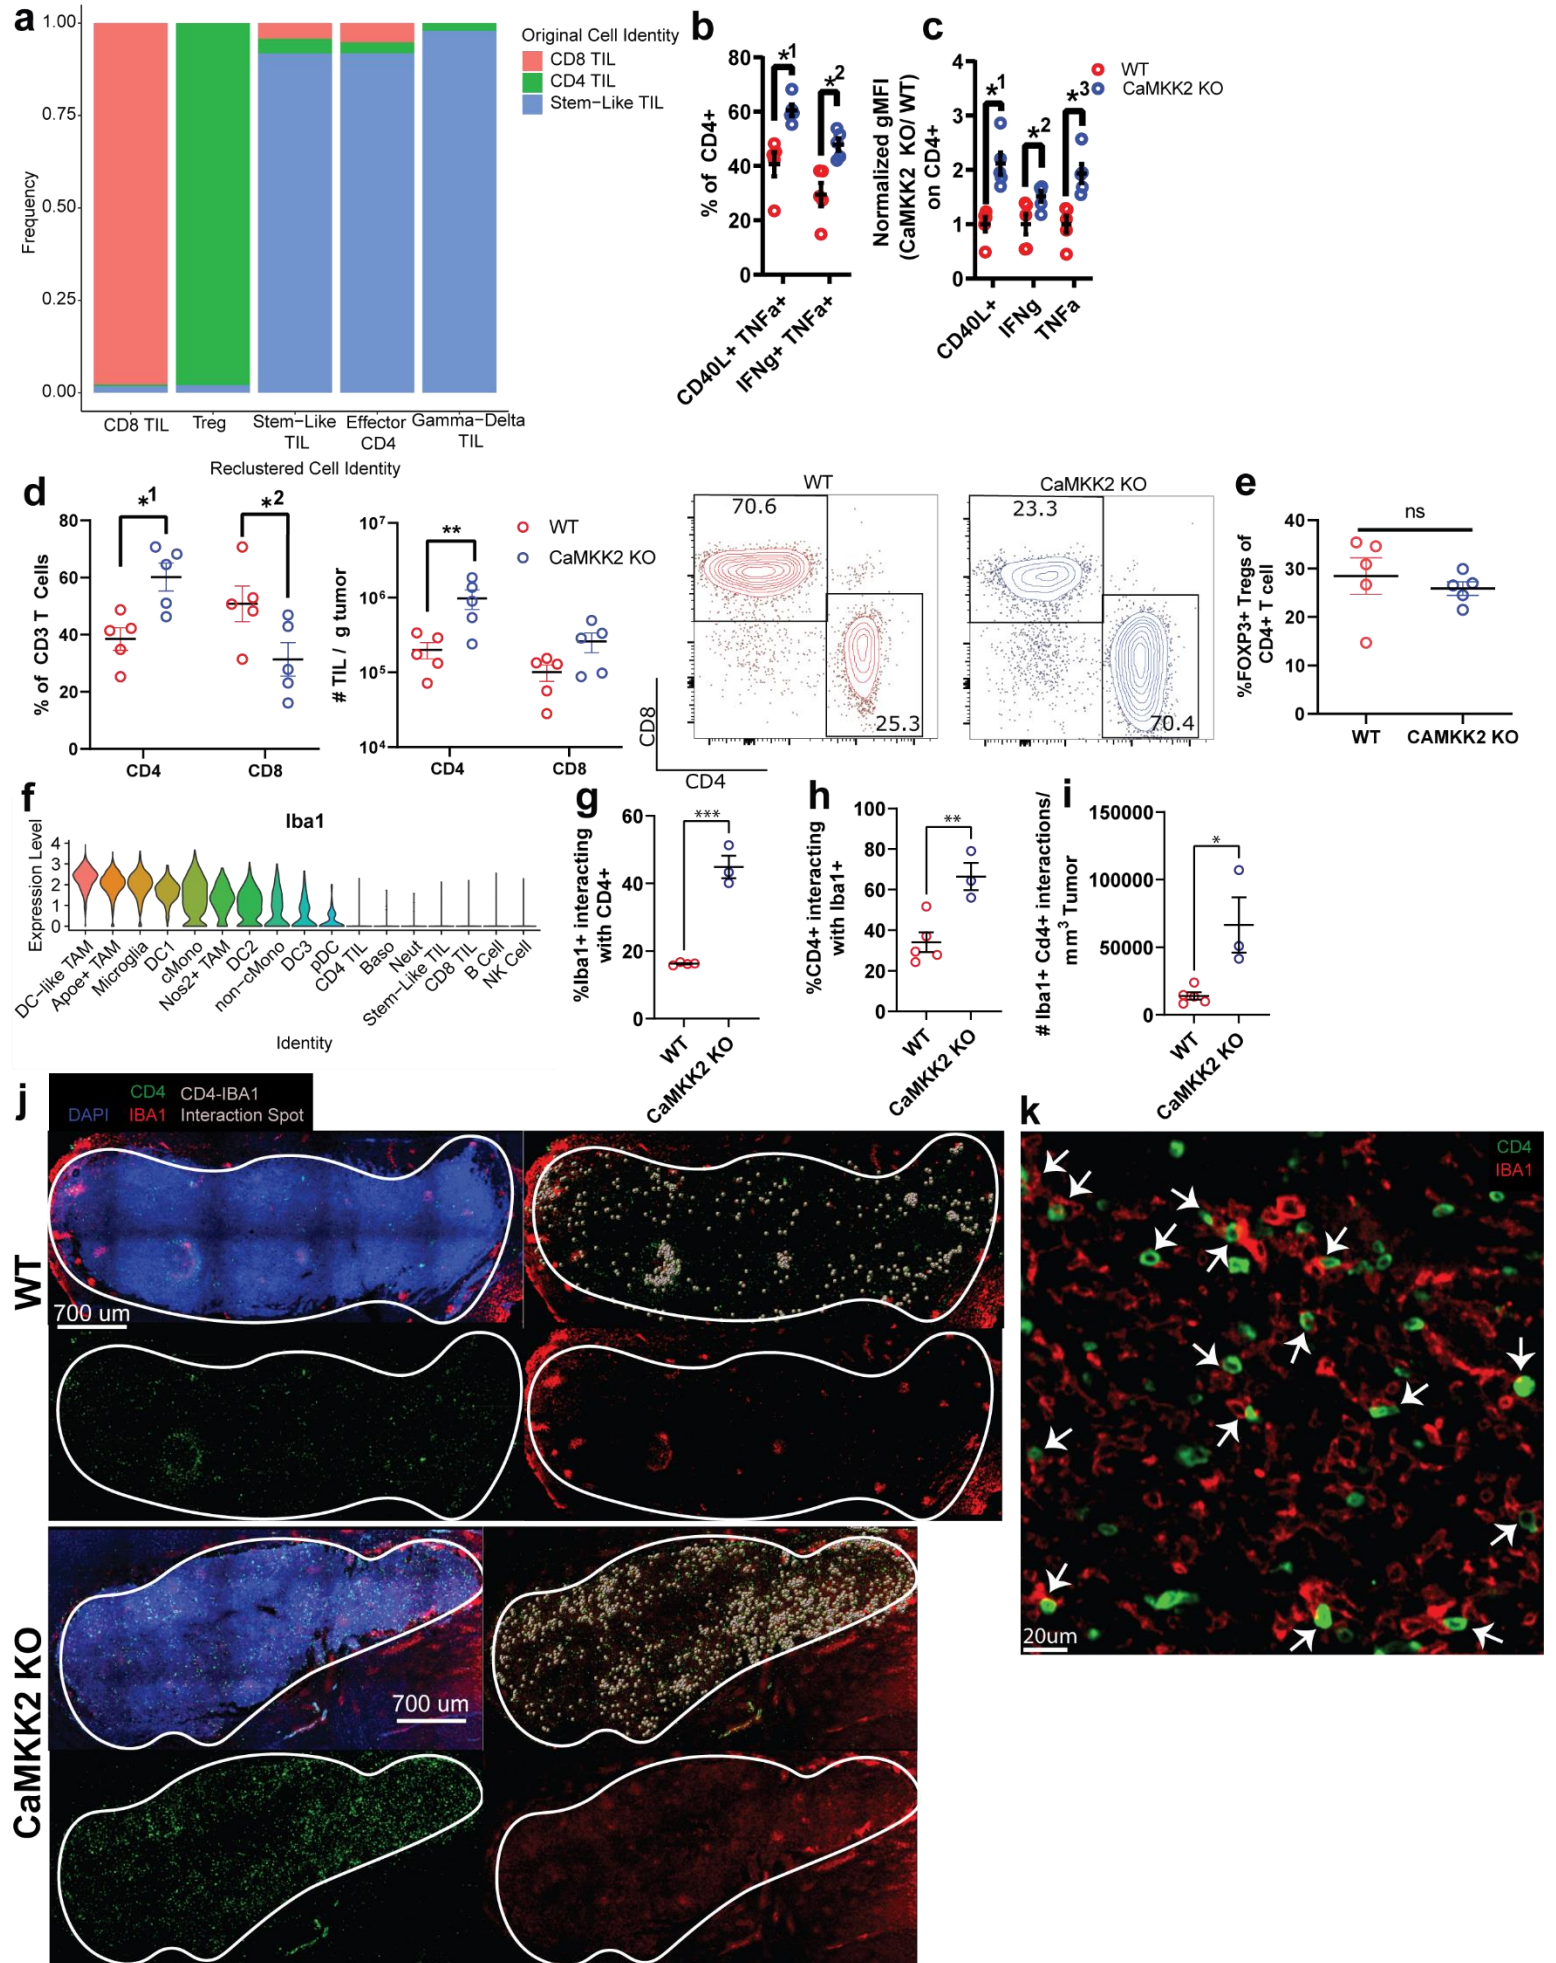 a
1.00
0.75
0.50
0.25
0.00
Frequency
CD8 TIL
Treg
Stem-Like
TIL
Effector
CD4
Gamma-Delta
TIL
Reclustered Cell Identity
Original Cell Identity
CD8 TIL
CD4 TIL
Stem-Like TIL
b
80
60
40
20
0
% of CD4+
*1
*2
CD40L+ TNFa+
IFNg+ TNFa+
c
4
3
2
1
0
Normalized gMFI
(CaMKK2 KO/ WT)
on CD4+
*1
*2
*3
CD40L+
IFNg
TNFa
WT
CaMKK2 KO
d
80
60
40
20
0
% of CD3 T Cells
*1
*2
CD4
CD8
10^7
10^6
10^5
10^4
# TIL / g tumor
**
CD4
CD8
WT
CaMKK2 KO
WT
70.6
25.3
CaMKK2 KO
23.3
70.4
CD8
CD4
e
40
30
20
10
0
%FOXP3+ Tregs of
CD4+ T cell
ns
WT
CAMKK2 KO
f
Iba1
4
3
2
1
0
Expression Level
DC-like TAM
Apoe+ TAM
Microglia
DC1
cMono
Nos2+ TAM
DC2
non-cMono
DC3
pDC
CD4 TIL
Baso
Neut
Stem-Like TIL
CD8 TIL
B Cell
NK Cell
Identity
g
60
40
20
0
%Iba1+ interacting
with CD4+
***
WT
CaMKK2 KO
h
100
80
60
40
20
0
%CD4+ interacting
with Iba1+
**
WT
CaMKK2 KO
i
150000
100000
50000
0
# Iba1+ Cd4+ interactions/
mm3 Tumor
*
WT
CaMKK2 KO
j
CD4 CD4-IBA1
DAPI IBA1 Interaction Spot
WT
700 um
CaMKK2 KO
700 um
k
CD4
IBA1
20um